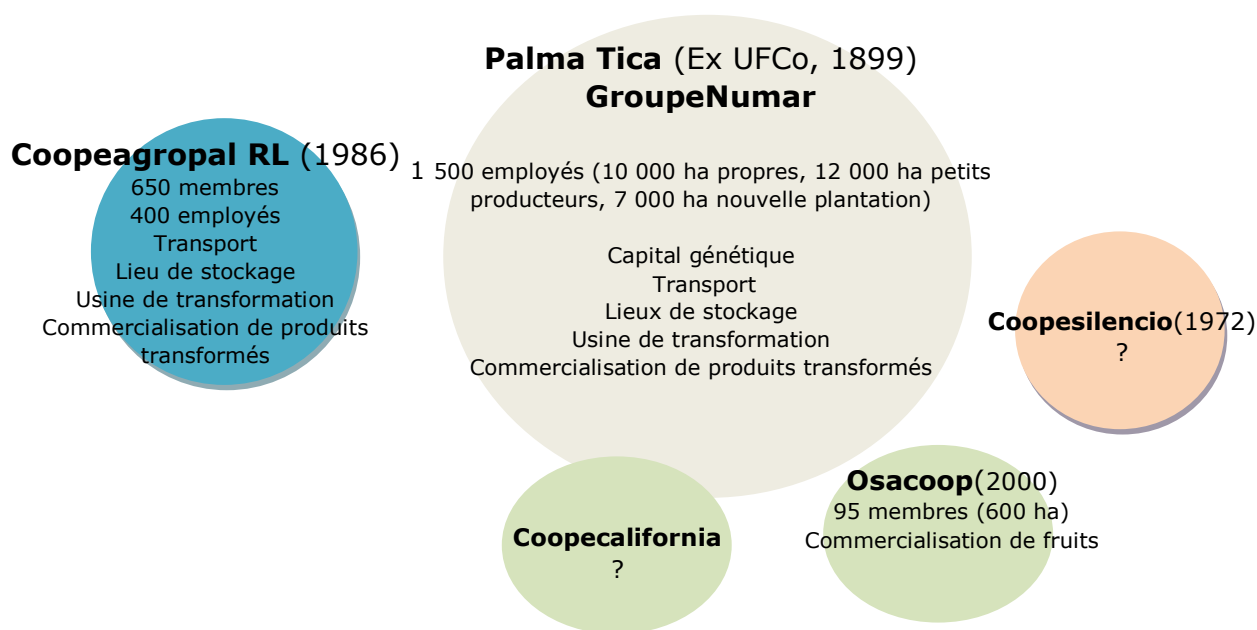 Palma Tica (Ex UFCo, 1899)
GroupeNumar
1 500 employés (10 000 ha propres, 12 000 ha petits
producteurs, 7 000 ha nouvelle plantation)
Capital génétique
Transport
Lieux de stockage
Usine de transformation
Commercialisation de produits transformés
Coopeagropal RL (1986)
650 membres
400 employés
Transport
Lieu de stockage
Usine de transformation
Commercialisation de produits
transformés
Coopesilencio(1972)
?
Coopecalifornia
?
Osacoop(2000)
95 membres (600 ha)
Commercialisation de fruits